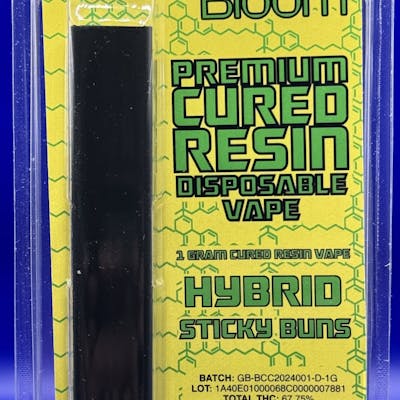 Bloom
PREMIUM
CURED
RESIN
DISPOSABLE
VAPE
1 GRAM CURED RESIN VAPE
HYBRID
STICKY BUNS
BATCH: GB-BCC2024001-D-1G
LOT: 1A40E01000068C0000007881
TOTAL THC: 67.75%